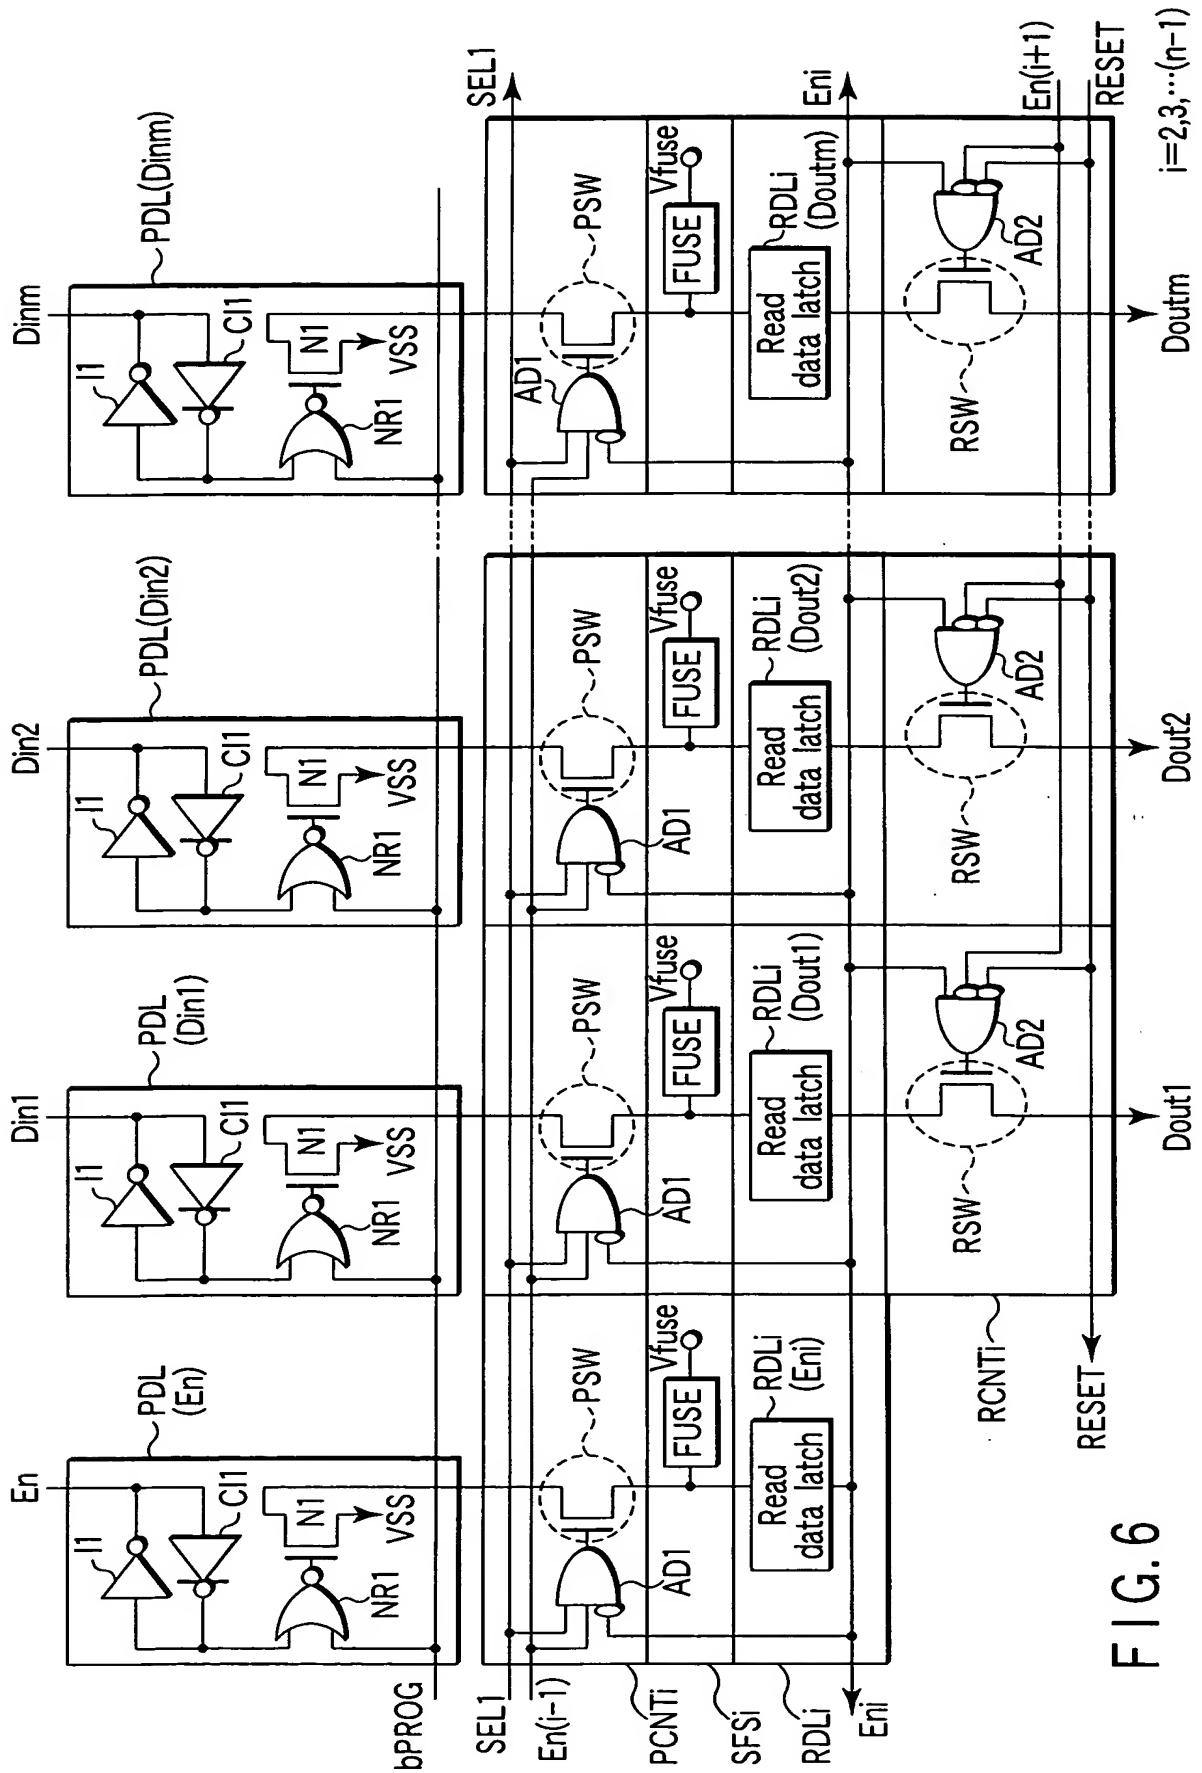 En
Din1
Din2
Dinm
PDL
(En)
PDL
(Din1)
PDL(Din2)
PDL(Dinm)
I1
CI1
N1
VSS
NR1
I1
CI1
N1
VSS
NR1
I1
CI1
N1
VSS
NR1
I1
CI1
N1
VSS
NR1
bPROG
SEL1
SEL1
En(i−1)
AD1
PSW
AD1
PSW
AD1
PSW
AD1
PSW
PCNTi
FUSE
Vfuse
FUSE
Vfuse
FUSE
Vfuse
FUSE
Vfuse
SFSi
Read
data latch
RDLi
(Eni)
Read
data latch
RDLi
(Dout1)
Read
data latch
RDLi
(Dout2)
Read
data latch
RDLi
(Doutm)
RDLi
Eni
Eni
RSW
AD2
RSW
AD2
RSW
AD2
RCNTi
En(i+1)
RESET
RESET
Dout1
Dout2
Doutm
i=2,3,···(n−1)
FIG. 6